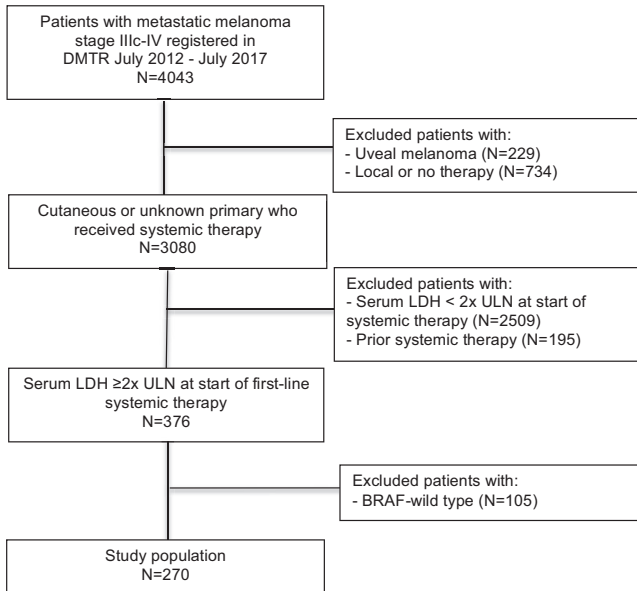 Patients with metastatic melanoma
stage IIIc-IV registered in
DMTR July 2012 - July 2017
N=4043
Excluded patients with:
- Uveal melanoma (N=229)
- Local or no therapy (N=734)
Cutaneous or unknown primary who
received systemic therapy
N=3080
Excluded patients with:
- Serum LDH < 2x ULN at start of
systemic therapy (N=2509)
- Prior systemic therapy (N=195)
Serum LDH ≥2x ULN at start of first-line
systemic therapy
N=376
Excluded patients with:
- BRAF-wild type (N=105)
Study population
N=270